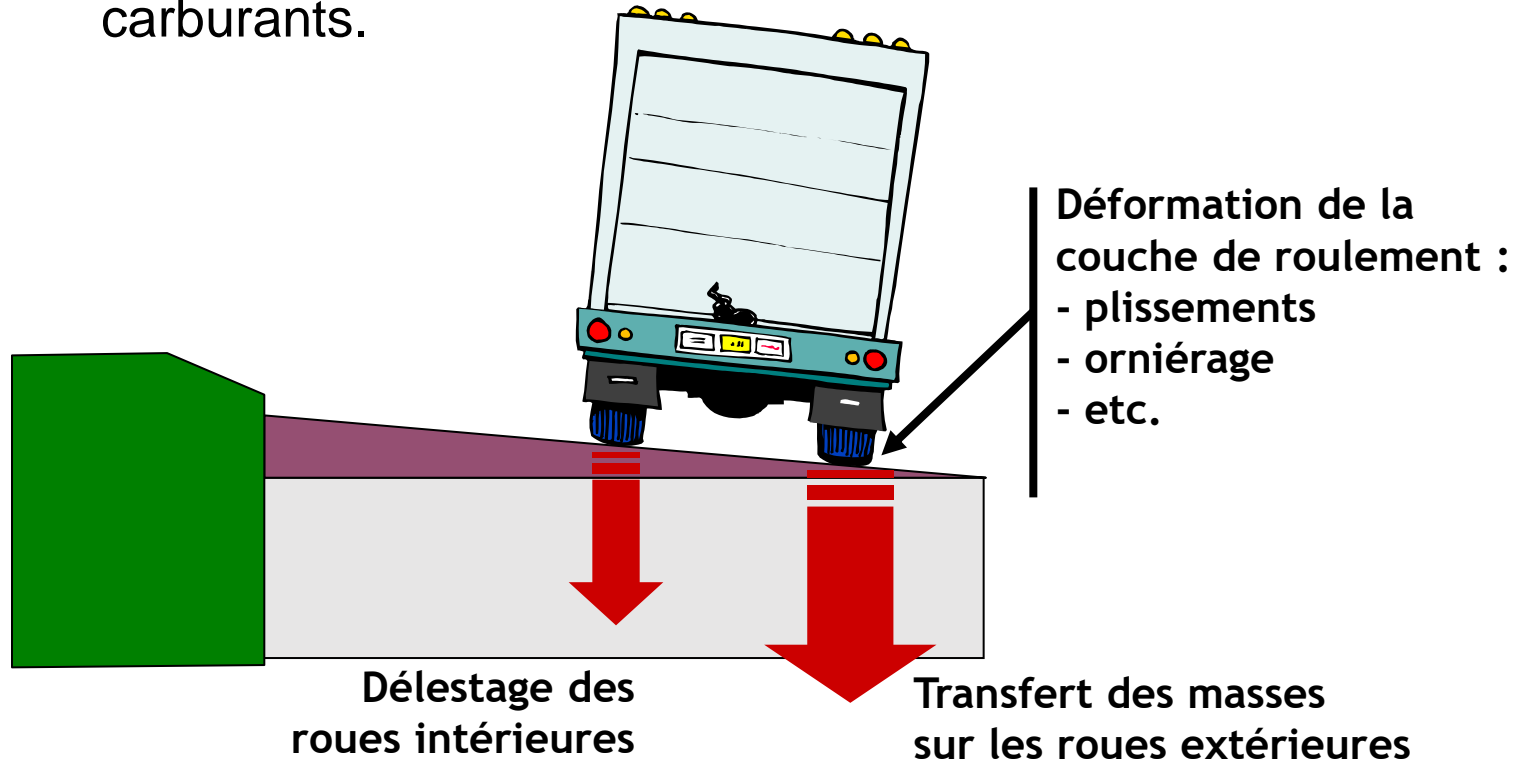 carburants.
Déformation de la
couche de roulement :
- plissements
- orniérage
- etc.
Délestage des
roues intérieures
Transfert des masses
sur les roues extérieures